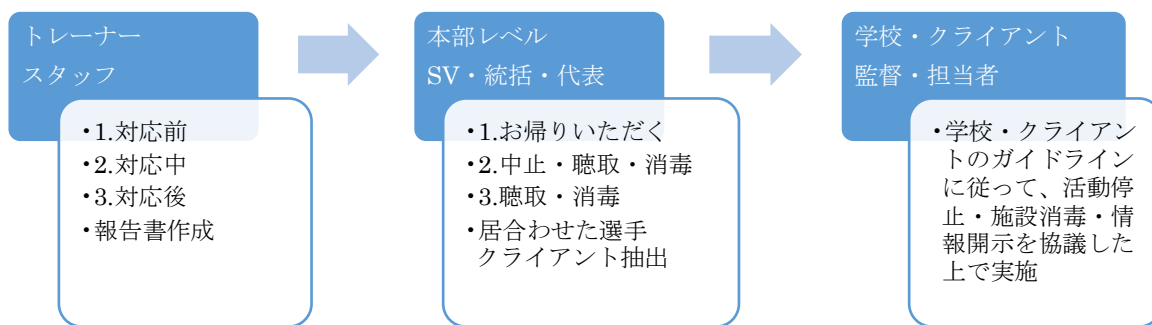 トレーナー
スタッフ
・1.対応前
・2.対応中
・3.対応後
・報告書作成
本部レベル
SV・統括・代表
・1.お帰りいただく
・2.中止・聴取・消毒
・3.聴取・消毒
・居合わせた選手
クライアント抽出
学校・クライアント
監督・担当者
・学校・クライアン
トのガイドライン
に従って、活動停
止・施設消毒・情
報開示を協議した
上で実施